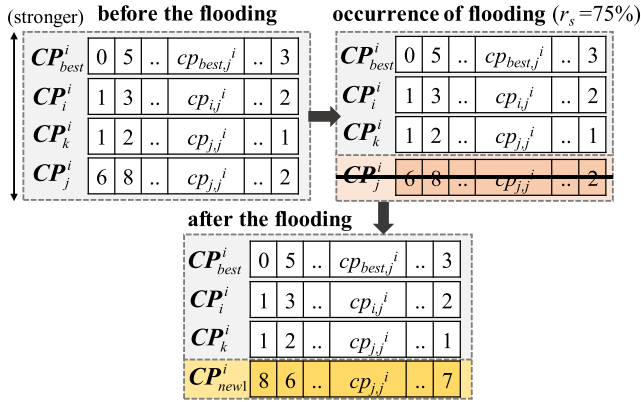 (stronger) before the flooding
CP^i_best 0 5 .. cp_best,j^i .. 3
CP^i_i 1 3 .. cp_i,j^i .. 2
CP^i_k 1 2 .. cp_j,j^i .. 1
CP^i_j 6 8 .. cp_j,j^i .. 2
occurrence of flooding (r_s =75%)
CP^i_best 0 5 .. cp_best,j^i .. 3
CP^i_i 1 3 .. cp_i,j^i .. 2
CP^i_k 1 2 .. cp_j,j^i .. 1
CP^i_j 6 8 .. cp_j,j^i .. 2
after the flooding
CP^i_best 0 5 .. cp_best,j^i .. 3
CP^i_i 1 3 .. cp_i,j^i .. 2
CP^i_k 1 2 .. cp_j,j^i .. 1
CP^i_new1 8 6 .. cp_j,j^i .. 7